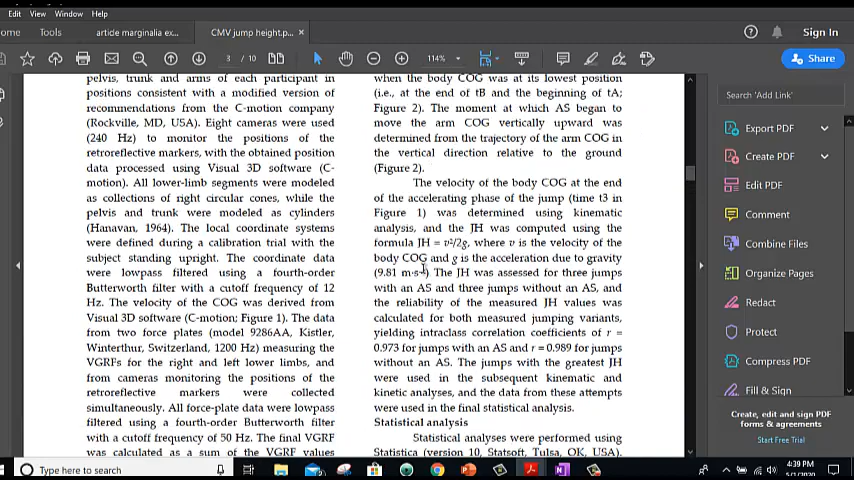 Edit View Window Help
ome Tools article marginalia ex... CMV jump height.p... × Sign In
3 / 10 114% Share
pelvis, trunk and arms of each participant in
positions consistent with a modified version of
recommendations from the C-motion company
(Rockville, MD, USA). Eight cameras were used
(240 Hz) to monitor the positions of the
retroreflective markers, with the obtained position
data processed using Visual 3D software (C-
motion). All lower-limb segments were modeled
as collections of right circular cones, while the
pelvis and trunk were modeled as cylinders
(Hanavan, 1964). The local coordinate systems
were defined during a calibration trial with the
subject standing upright. The coordinate data
were lowpass filtered using a fourth-order
Butterworth filter with a cutoff frequency of 12
Hz. The velocity of the COG was derived from
Visual 3D software (C-motion; Figure 1). The data
from two force plates (model 9286AA, Kistler,
Winterthur, Switzerland, 1200 Hz) measuring the
VGRFs for the right and left lower limbs, and
from cameras monitoring the positions of the
retroreflective markers were collected
simultaneously. All force-plate data were lowpass
filtered using a fourth-order Butterworth filter
with a cutoff frequency of 50 Hz. The final VGRF
was calculated as a sum of the VGRF values
when the body COG was at its lowest position
(i.e., at the end of tB and the beginning of tA;
Figure 2). The moment at which AS began to
move the arm COG vertically upward was
determined from the trajectory of the arm COG in
the vertical direction relative to the ground
(Figure 2).
The velocity of the body COG at the end
of the accelerating phase of the jump (time t3 in
Figure 1) was determined using kinematic
analysis, and the JH was computed using the
formula JH = v²/2g, where v is the velocity of the
body COG and g is the acceleration due to gravity
(9.81 m·s⁻²). The JH was assessed for three jumps
with an AS and three jumps without an AS, and
the reliability of the measured JH values was
calculated for both measured jumping variants,
yielding intraclass correlation coefficients of r =
0.973 for jumps with an AS and r = 0.989 for jumps
without an AS. The jumps with the greatest JH
were used in the subsequent kinematic and
kinetic analyses, and the data from these attempts
were used in the final statistical analysis.
Statistical analysis
Statistical analyses were performed using
Statistica (version 10, Statsoft, Tulsa, OK, USA).
Search 'Add Link'
Export PDF
Create PDF
Edit PDF
Comment
Combine Files
Organize Pages
Redact
Protect
Compress PDF
Fill & Sign
Create, edit and sign PDF
forms & agreements
Start Free Trial
Type here to search
4:39 PM